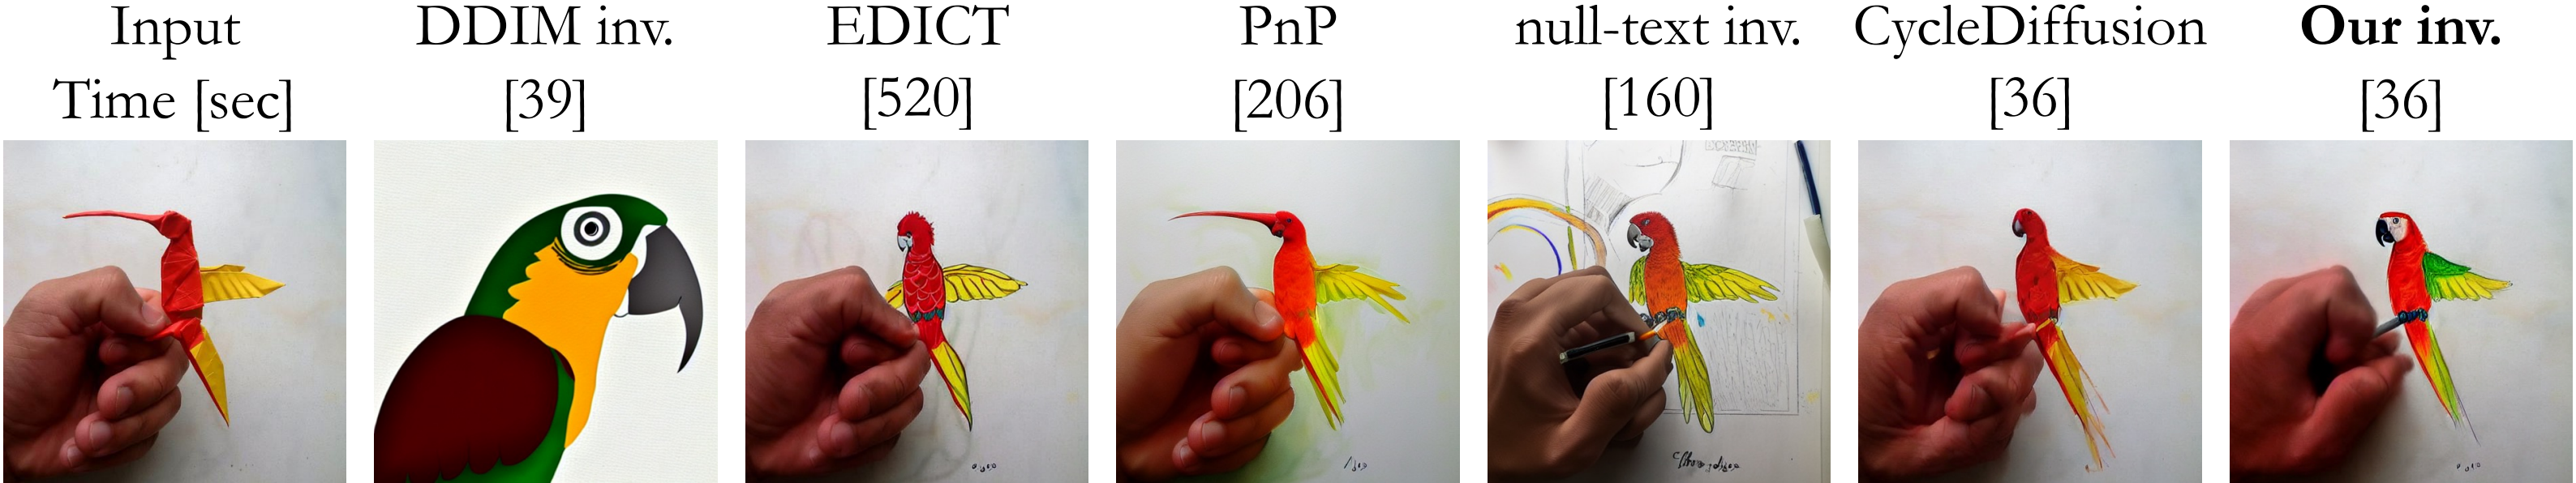 Input DDIM inv. EDICT PnP null-text inv. CycleDiffusion Our inv.
Time [sec] [39] [520] [206] [160] [36] [36]